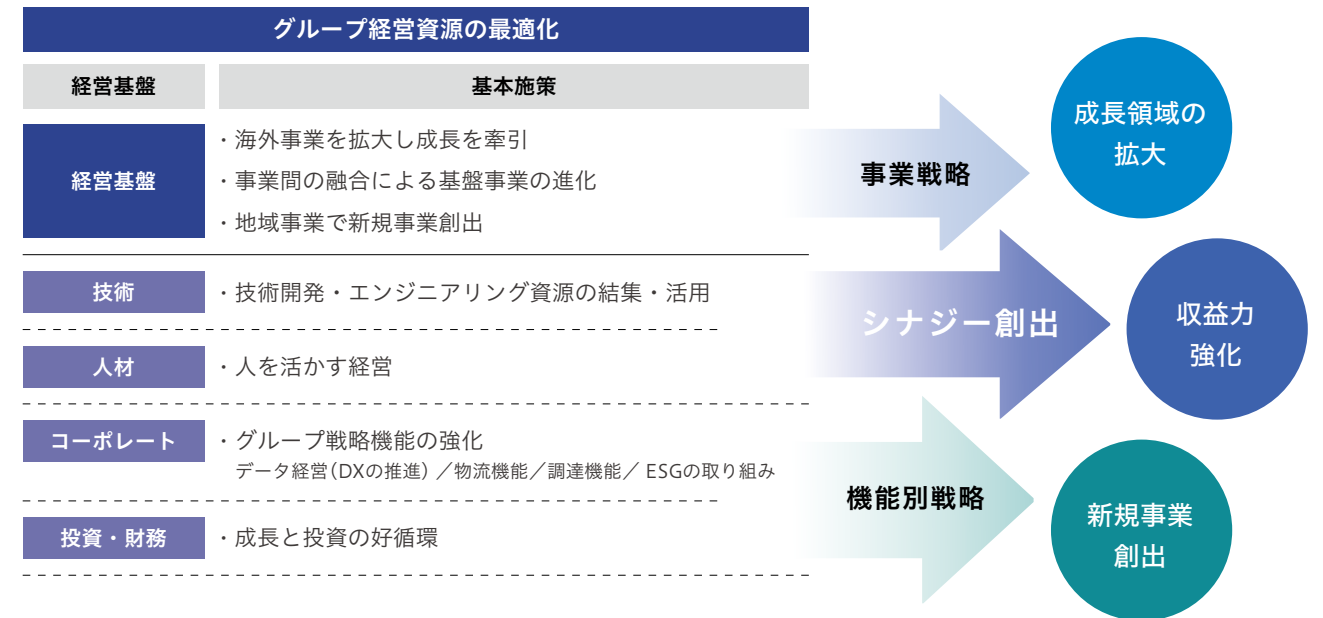 グループ経営資源の最適化
経営基盤
基本施策
経営基盤
・海外事業を拡大し成長を牽引
・事業間の融合による基盤事業の進化
・地域事業で新規事業創出
技術
・技術開発・エンジニアリング資源の結集・活用
人材
・人を活かす経営
コーポレート
・グループ戦略機能の強化
データ経営（DXの推進）／物流機能／調達機能／ ESGの取り組み
投資・財務
・成長と投資の好循環
事業戦略
シナジー創出
機能別戦略
成長領域の
拡大
収益力
強化
新規事業
創出